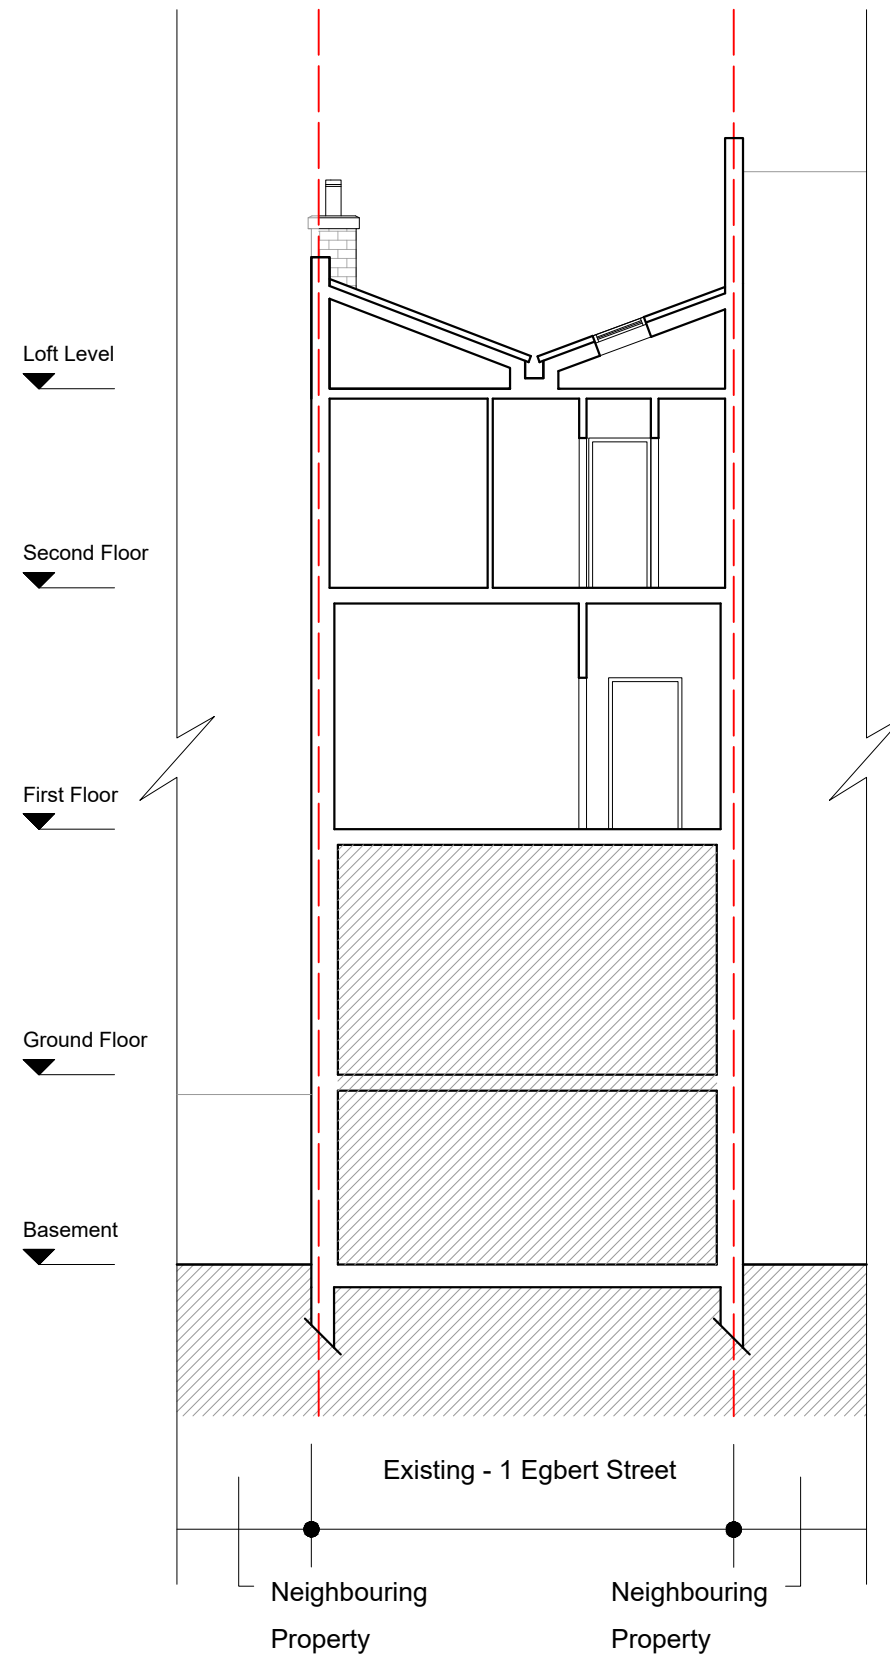 Loft Level
Second Floor
First Floor
Ground Floor
Basement
Existing - 1 Egbert Street
Neighbouring
Property
Neighbouring
Property